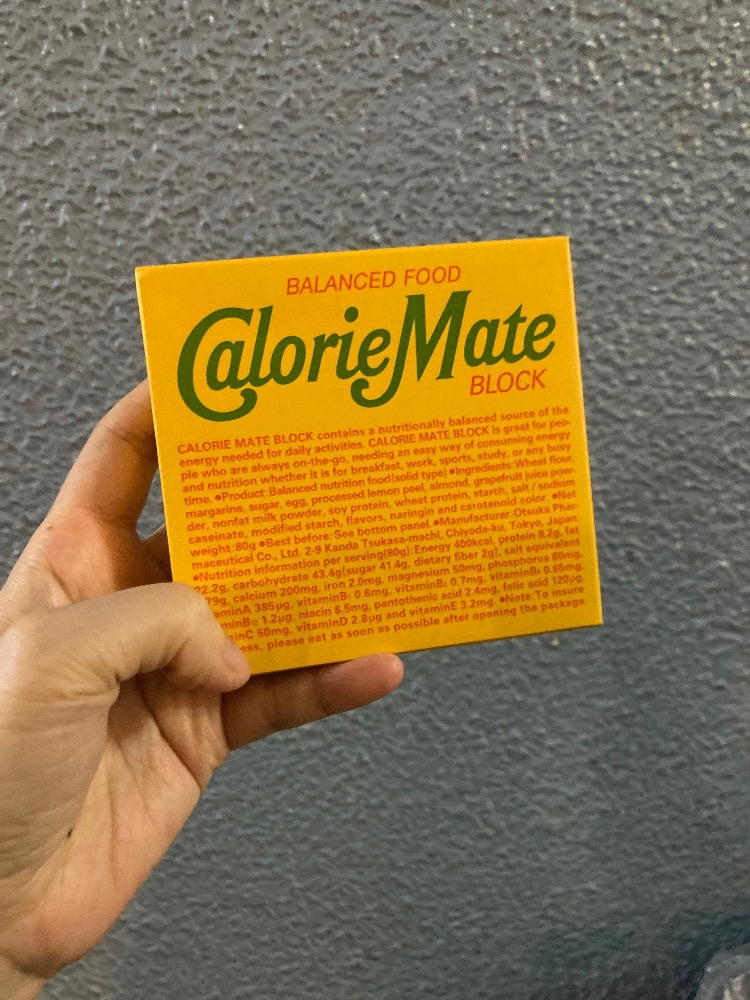 BALANCED FOOD
CalorieMate
BLOCK
CALORIE MATE BLOCK contains a nutritionally balanced source of the
energy needed for daily activities. CALORIE MATE BLOCK is great for peo-
ple who are always on-the-go, needing an easy way of consuming energy
and nutrition whether it is for breakfast, work, sports, study, or any busy
time. ●Product:Balanced nutrition food(solid type) ●Ingredients:Wheat flour,
margarine, sugar, egg, processed lemon peel, almond, grapefruit juice pow-
der, nonfat milk powder, soy protein, wheat protein, starch, salt / sodium
caseinate, modified starch, flavors, naringin and carotenoid color. ●Net
weight:80g ●Best before: See bottom panel. ●Manufacturer:Otsuka Phar-
maceutical Co., Ltd. 2-9 Kanda Tsukasa-machi, Chiyoda-ku, Tokyo, Japan.
●Nutrition information per serving(80g):Energy 400kcal, protein 8.2g, fat
22.2g, carbohydrate 43.4g(sugar 41.4g, dietary fiber 2g), salt equivalent
79g, calcium 200mg, iron 2.0mg, magnesium 50mg, phosphorus 80mg,
aminA 385μg, vitaminB₁ 0.6mg, vitaminB₂ 0.7mg, vitaminB₆ 0.65mg,
minB₁₂ 1.2μg, niacin 6.5mg, pantothenic acid 2.4mg, folic acid 120μg,
inC 50mg, vitaminD 2.8μg and vitaminE 3.2mg. ●Note:To insure
ess, please eat as soon as possible after opening the package.